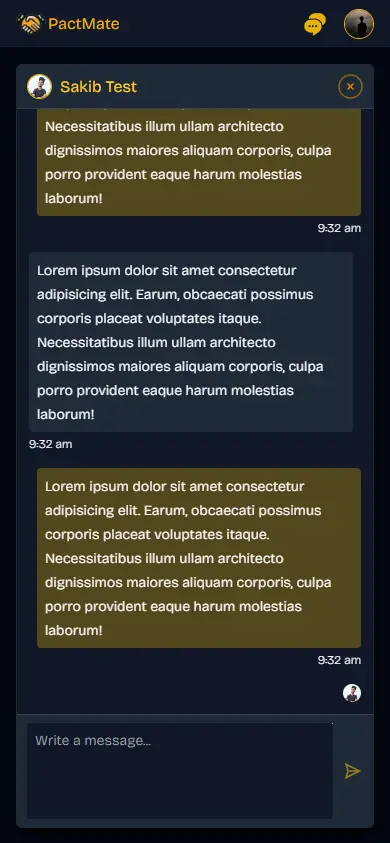 PactMate
Sakib Test
Necessitatibus illum ullam architecto
dignissimos maiores aliquam corporis, culpa
porro provident eaque harum molestias
laborum!
9:32 am
Lorem ipsum dolor sit amet consectetur
adipisicing elit. Earum, obcaecati possimus
corporis placeat voluptates itaque.
Necessitatibus illum ullam architecto
dignissimos maiores aliquam corporis, culpa
porro provident eaque harum molestias
laborum!
9:32 am
Lorem ipsum dolor sit amet consectetur
adipisicing elit. Earum, obcaecati possimus
corporis placeat voluptates itaque.
Necessitatibus illum ullam architecto
dignissimos maiores aliquam corporis, culpa
porro provident eaque harum molestias
laborum!
9:32 am
Write a message...